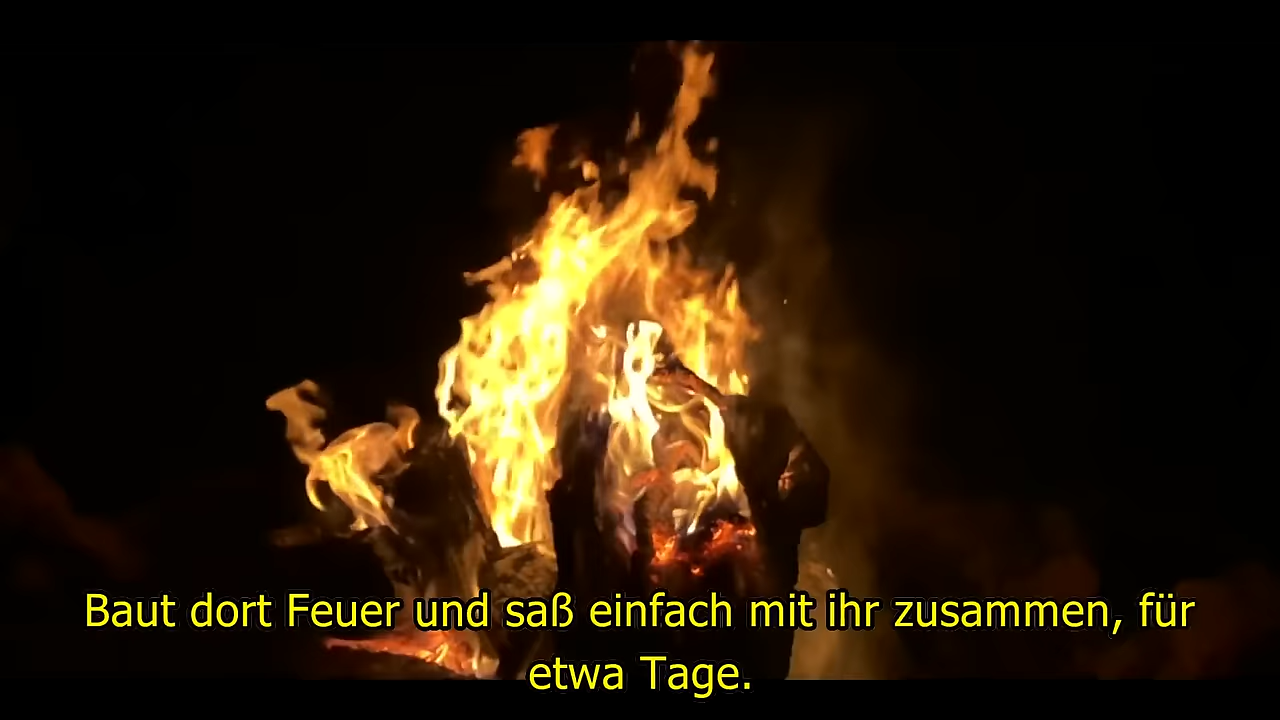 Baut dort Feuer und saß einfach mit ihr zusammen, für
etwa Tage.